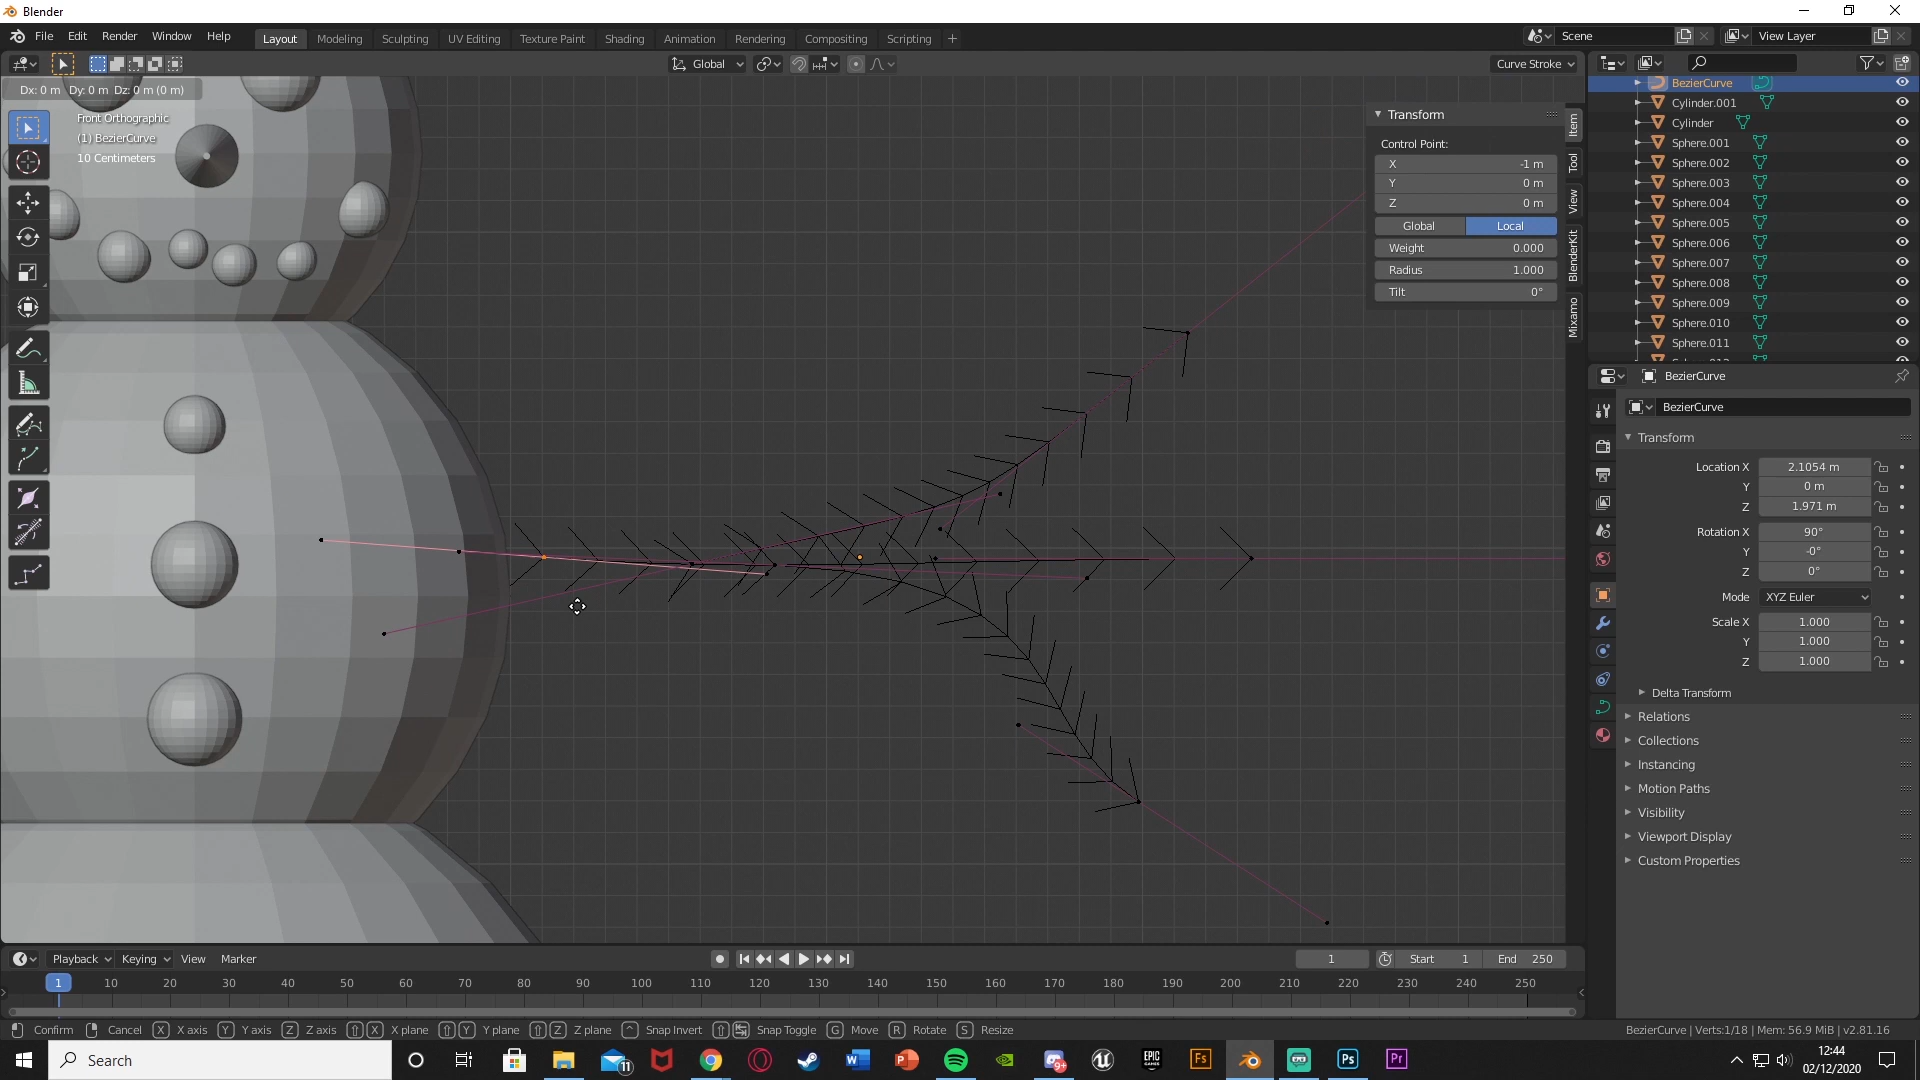 Blender
File Edit Render Window Help
Layout Modeling Sculpting UV Editing Texture Paint Shading Animation Rendering Compositing Scripting
Scene
View Layer
Global
Curve Stroke
Dx: 0 m Dy: 0 m Dz: 0 m (0 m)
Front Orthographic
(1) BezierCurve
10 Centimeters
Transform
Control Point:
X -1 m
Y 0 m
Z 0 m
Global Local
Weight 0.000
Radius 1.000
Tilt 0°
Item
Tool
View
BlenderKit
Mixamo
BezierCurve
Cylinder.001
Cylinder
Sphere.001
Sphere.002
Sphere.003
Sphere.004
Sphere.005
Sphere.006
Sphere.007
Sphere.008
Sphere.009
Sphere.010
Sphere.011
BezierCurve
BezierCurve
Transform
Location X 2.1054 m
Y 0 m
Z 1.971 m
Rotation X 90°
Y -0°
Z 0°
Mode XYZ Euler
Scale X 1.000
Y 1.000
Z 1.000
Delta Transform
Relations
Collections
Instancing
Motion Paths
Visibility
Viewport Display
Custom Properties
Playback Keying View Marker
1 Start 1 End 250
1 10 20 30 40 50 60 70 80 90 100 110 120 130 140 150 160 170 180 190 200 210 220 230 240 250
Confirm Cancel X X axis Y Y axis Z Z axis X X plane Y Y plane Z Z plane ^ Snap Invert Snap Toggle G Move R Rotate S Resize
BezierCurve | Verts:1/18 | Mem: 56.9 MiB | v2.81.16
Search
11
W
P
9+
EPIC GAMES
Fs
Ps
Pr
12:44
02/12/2020